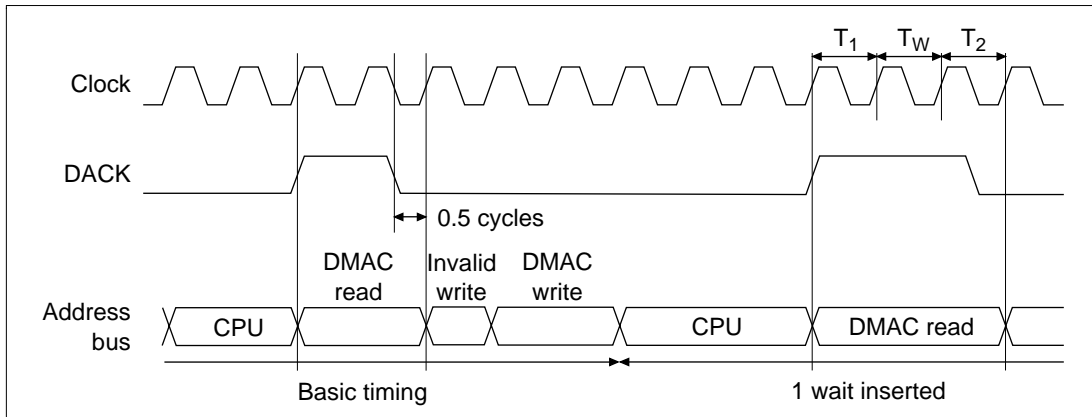 T1 TW T2
Clock
DACK
0.5 cycles
DMAC read
Invalid write
DMAC write
Address bus
CPU
CPU
DMAC read
Basic timing
1 wait inserted